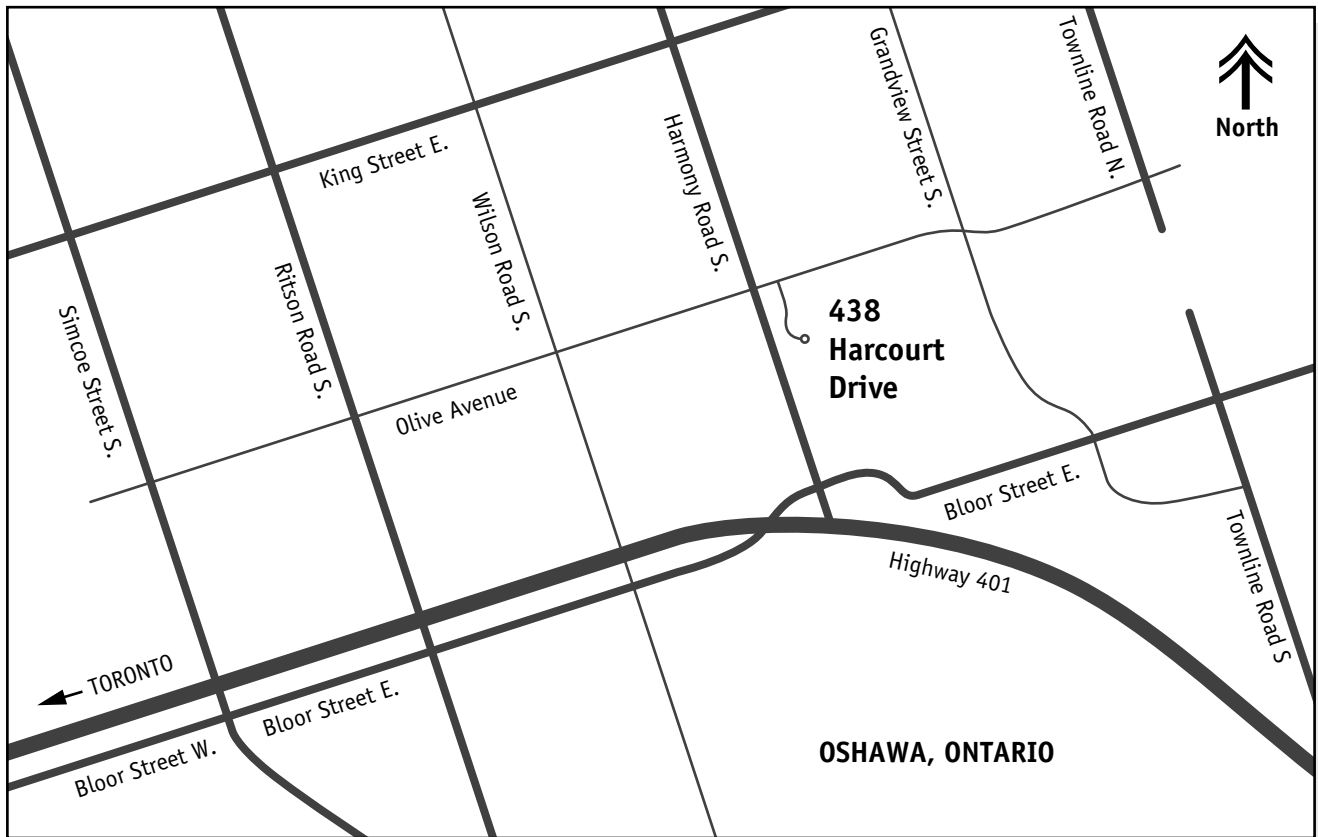 Grandview Street S.
Townline Road N.
North
King Street E.
Harmony Road S.
Wilson Road S.
Ritson Road S.
Simcoe Street S.
438
Harcourt
Drive
Olive Avenue
Bloor Street E.
Highway 401
Townline Road S
TORONTO
Bloor Street E.
Bloor Street W.
OSHAWA, ONTARIO